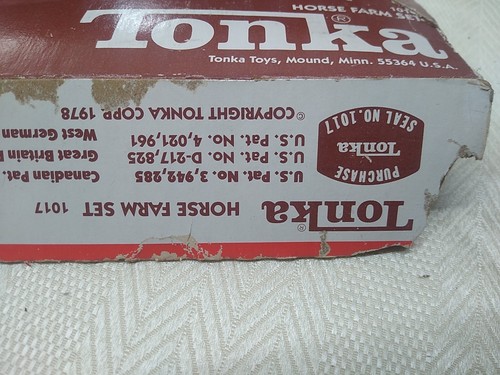 HORSE FARM SET
Tonka®
Tonka Toys, Mound, Minn. 55364 U.S.A.
Tonka®
HORSE FARM SET 1017
U.S. Pat. No. 3,942,285
U.S. Pat. No. D-217,825
U.S. Pat. No. 4,021,961
© COPYRIGHT TONKA CORP. 1978
Canadian Pat.
Great Britain
West German
PURCHASE
Tonka
SEAL NO. 1017